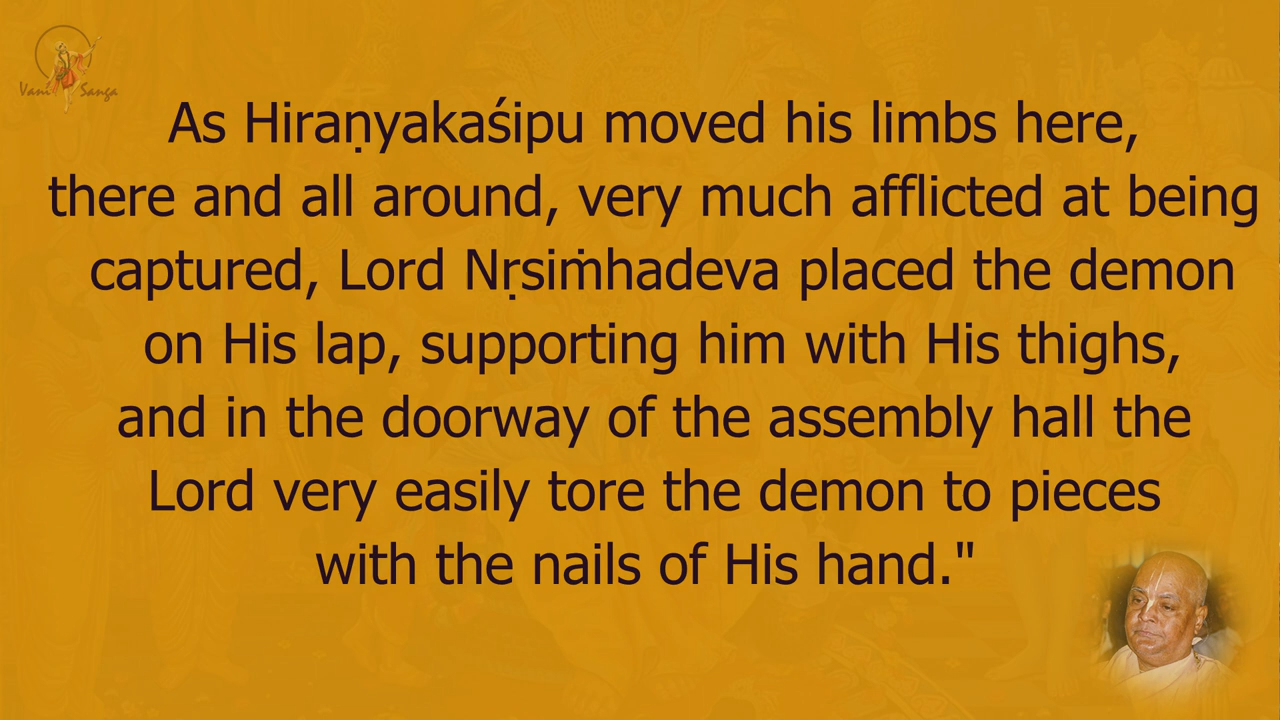 Vani Sanga
As Hiraṇyakaśipu moved his limbs here,
there and all around, very much afflicted at being
captured, Lord Nṛsiṁhadeva placed the demon
on His lap, supporting him with His thighs,
and in the doorway of the assembly hall the
Lord very easily tore the demon to pieces
with the nails of His hand."